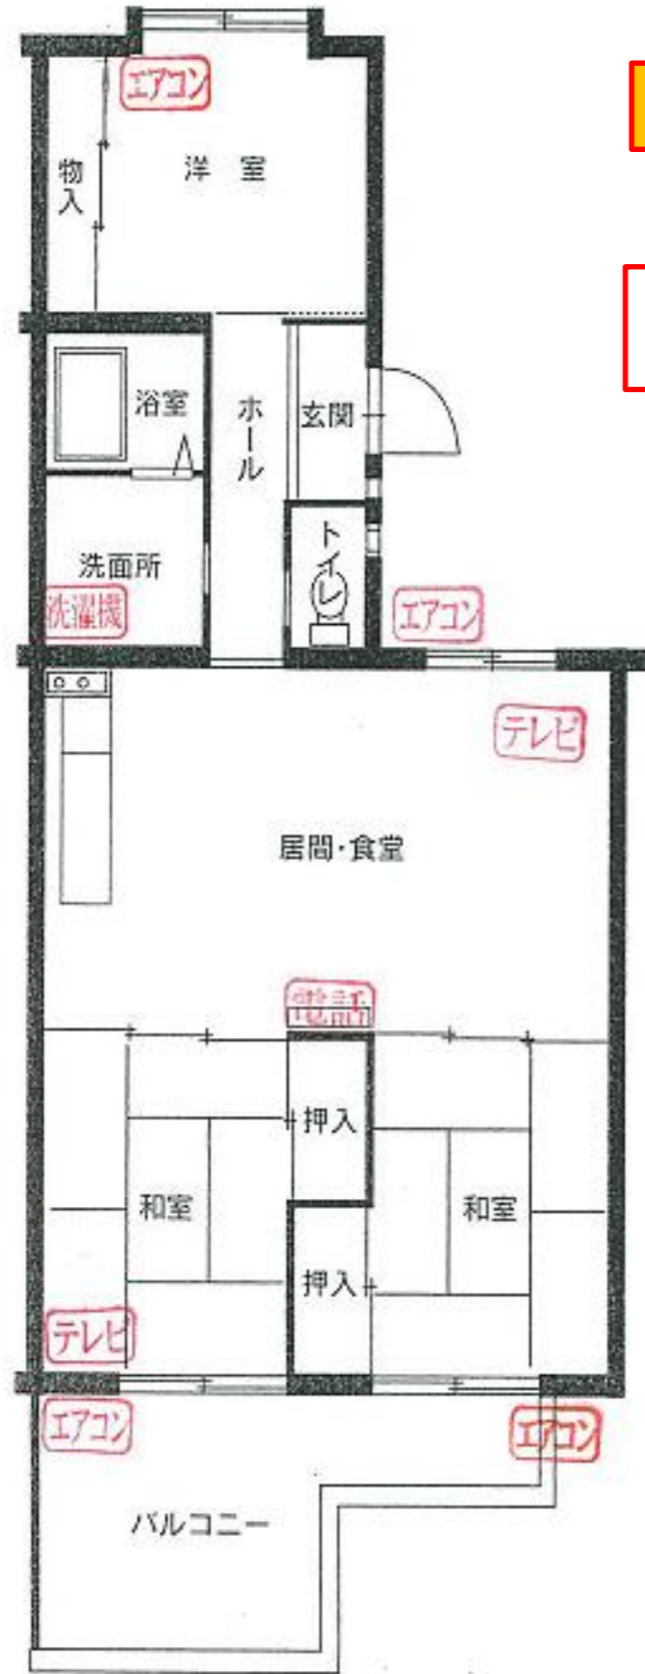 エアコン
物入
洋室
浴室
ホール
玄関
洗面所
トイレ
洗濯機
エアコン
テレビ
居間・食堂
電話
押入
和室
和室
押入
テレビ
エアコン
エアコン
バルコニー